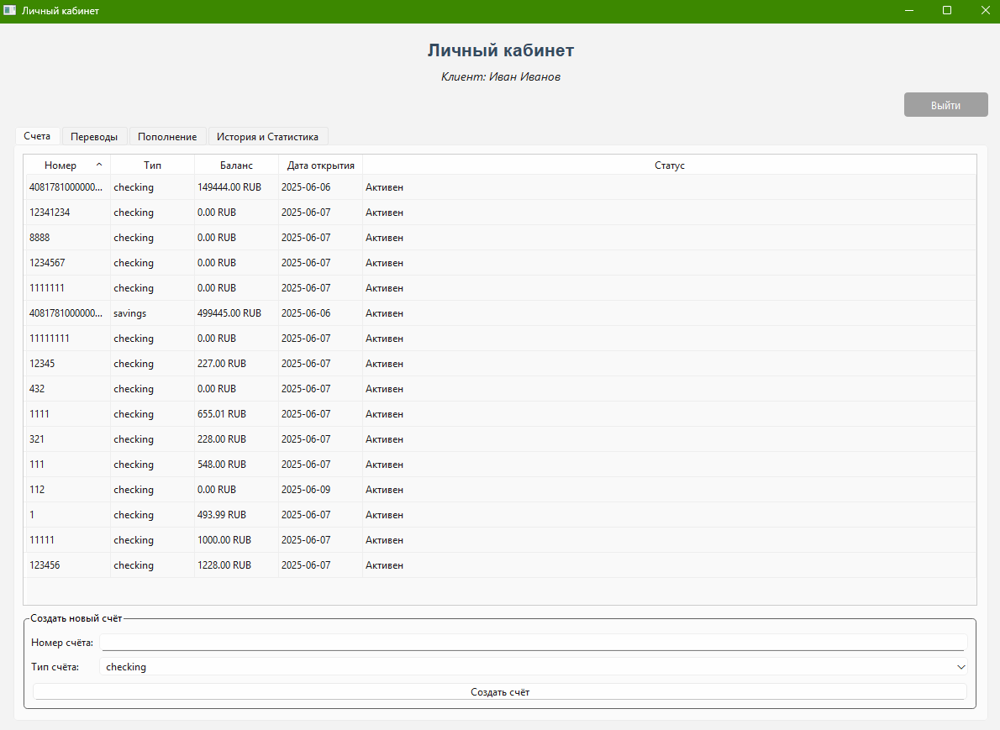 Личный кабинет
Личный кабинет
Клиент: Иван Иванов
Выйти
Счета Переводы Пополнение История и Статистика
Номер Тип Баланс Дата открытия Статус
4081781000000... checking 149444.00 RUB 2025-06-06 Активен
12341234 checking 0.00 RUB 2025-06-07 Активен
8888 checking 0.00 RUB 2025-06-07 Активен
1234567 checking 0.00 RUB 2025-06-07 Активен
1111111 checking 0.00 RUB 2025-06-07 Активен
4081781000000... savings 499445.00 RUB 2025-06-06 Активен
11111111 checking 0.00 RUB 2025-06-07 Активен
12345 checking 227.00 RUB 2025-06-07 Активен
432 checking 0.00 RUB 2025-06-07 Активен
1111 checking 655.01 RUB 2025-06-07 Активен
321 checking 228.00 RUB 2025-06-07 Активен
111 checking 548.00 RUB 2025-06-07 Активен
112 checking 0.00 RUB 2025-06-09 Активен
1 checking 493.99 RUB 2025-06-07 Активен
11111 checking 1000.00 RUB 2025-06-07 Активен
123456 checking 1228.00 RUB 2025-06-07 Активен
Создать новый счёт
Номер счёта:
Тип счёта: checking
Создать счёт